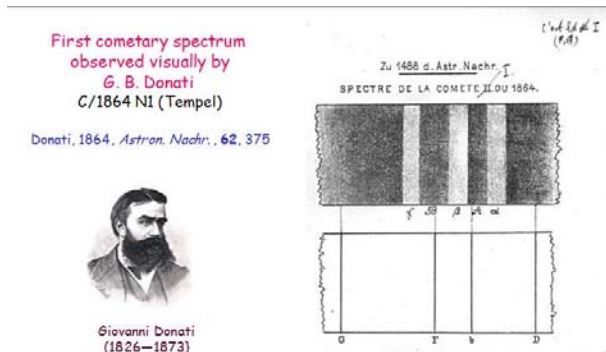 First cometary spectrum
observed visually by
G. B. Donati
C/1864 N1 (Tempel)
Donati, 1864, Astron. Nachr., 62, 375
Giovanni Donati
(1826—1873)
Zu 1488 d. Astr. Nachr.
I.
SPECTRE DE LA COMETE II DU 1864.
γ B β A α
G F b D